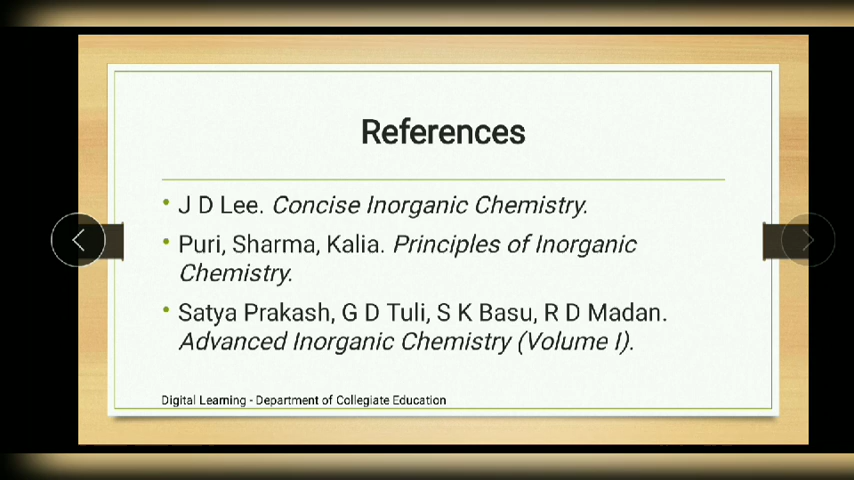 References
• J D Lee. Concise Inorganic Chemistry.
• Puri, Sharma, Kalia. Principles of Inorganic
Chemistry.
• Satya Prakash, G D Tuli, S K Basu, R D Madan.
Advanced Inorganic Chemistry (Volume I).
Digital Learning - Department of Collegiate Education